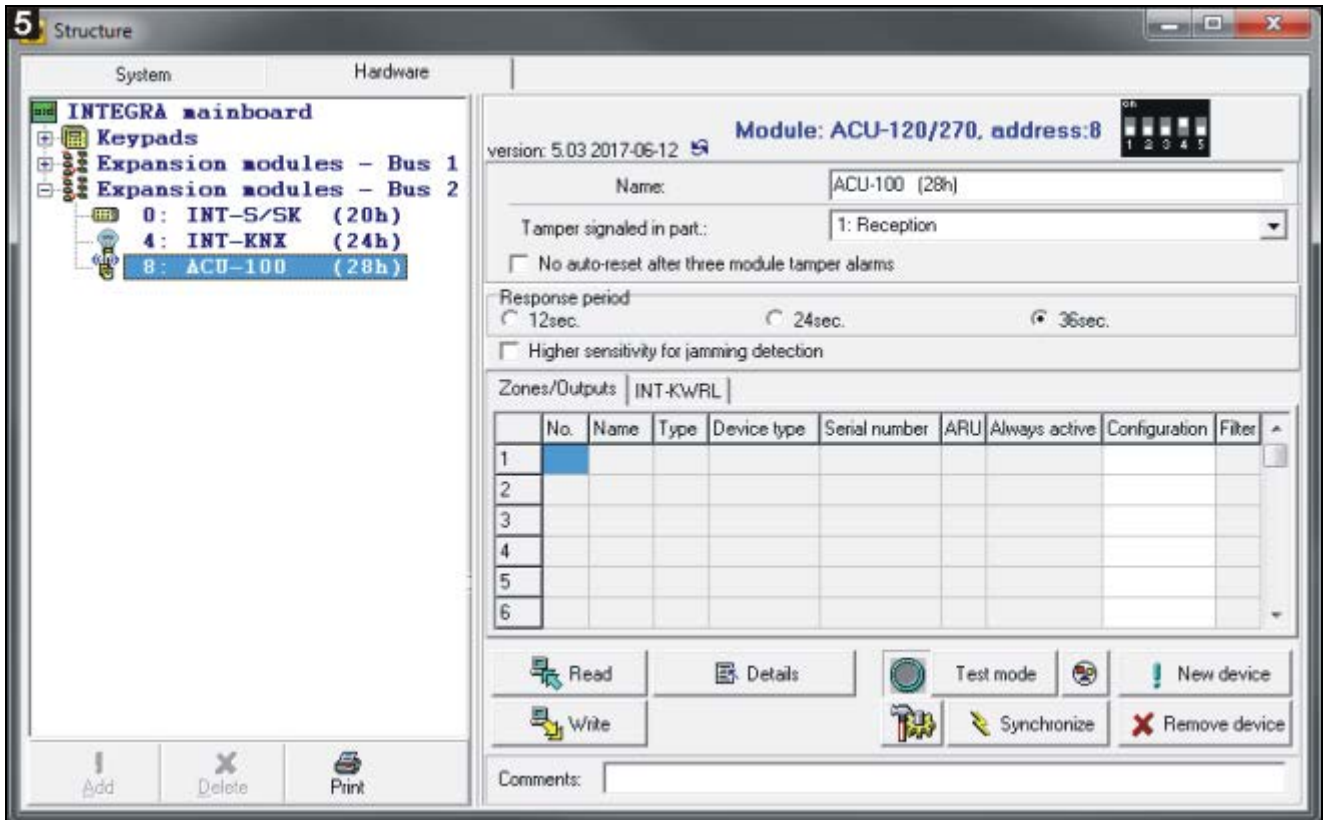 5
Structure
System Hardware
INTEGRA mainboard
Keypads
Expansion modules - Bus 1
Expansion modules - Bus 2
0: INT-S/SK (20h)
4: INT-KNX (24h)
8: ACU-100 (28h)
Add Delete Print
version: 5.03 2017-06-12
Module: ACU-120/270, address:8
on
1 2 3 4 5
Name: ACU-100 (28h)
Tamper signaled in part.: 1: Reception
No auto-reset after three module tamper alarms
Response period
12sec. 24sec. 36sec.
Higher sensitivity for jamming detection
Zones/Outputs INT-KWRL
No. Name Type Device type Serial number ARU Always active Configuration Filter
1
2
3
4
5
6
Read Details Test mode New device
Write Synchronize Remove device
Comments: